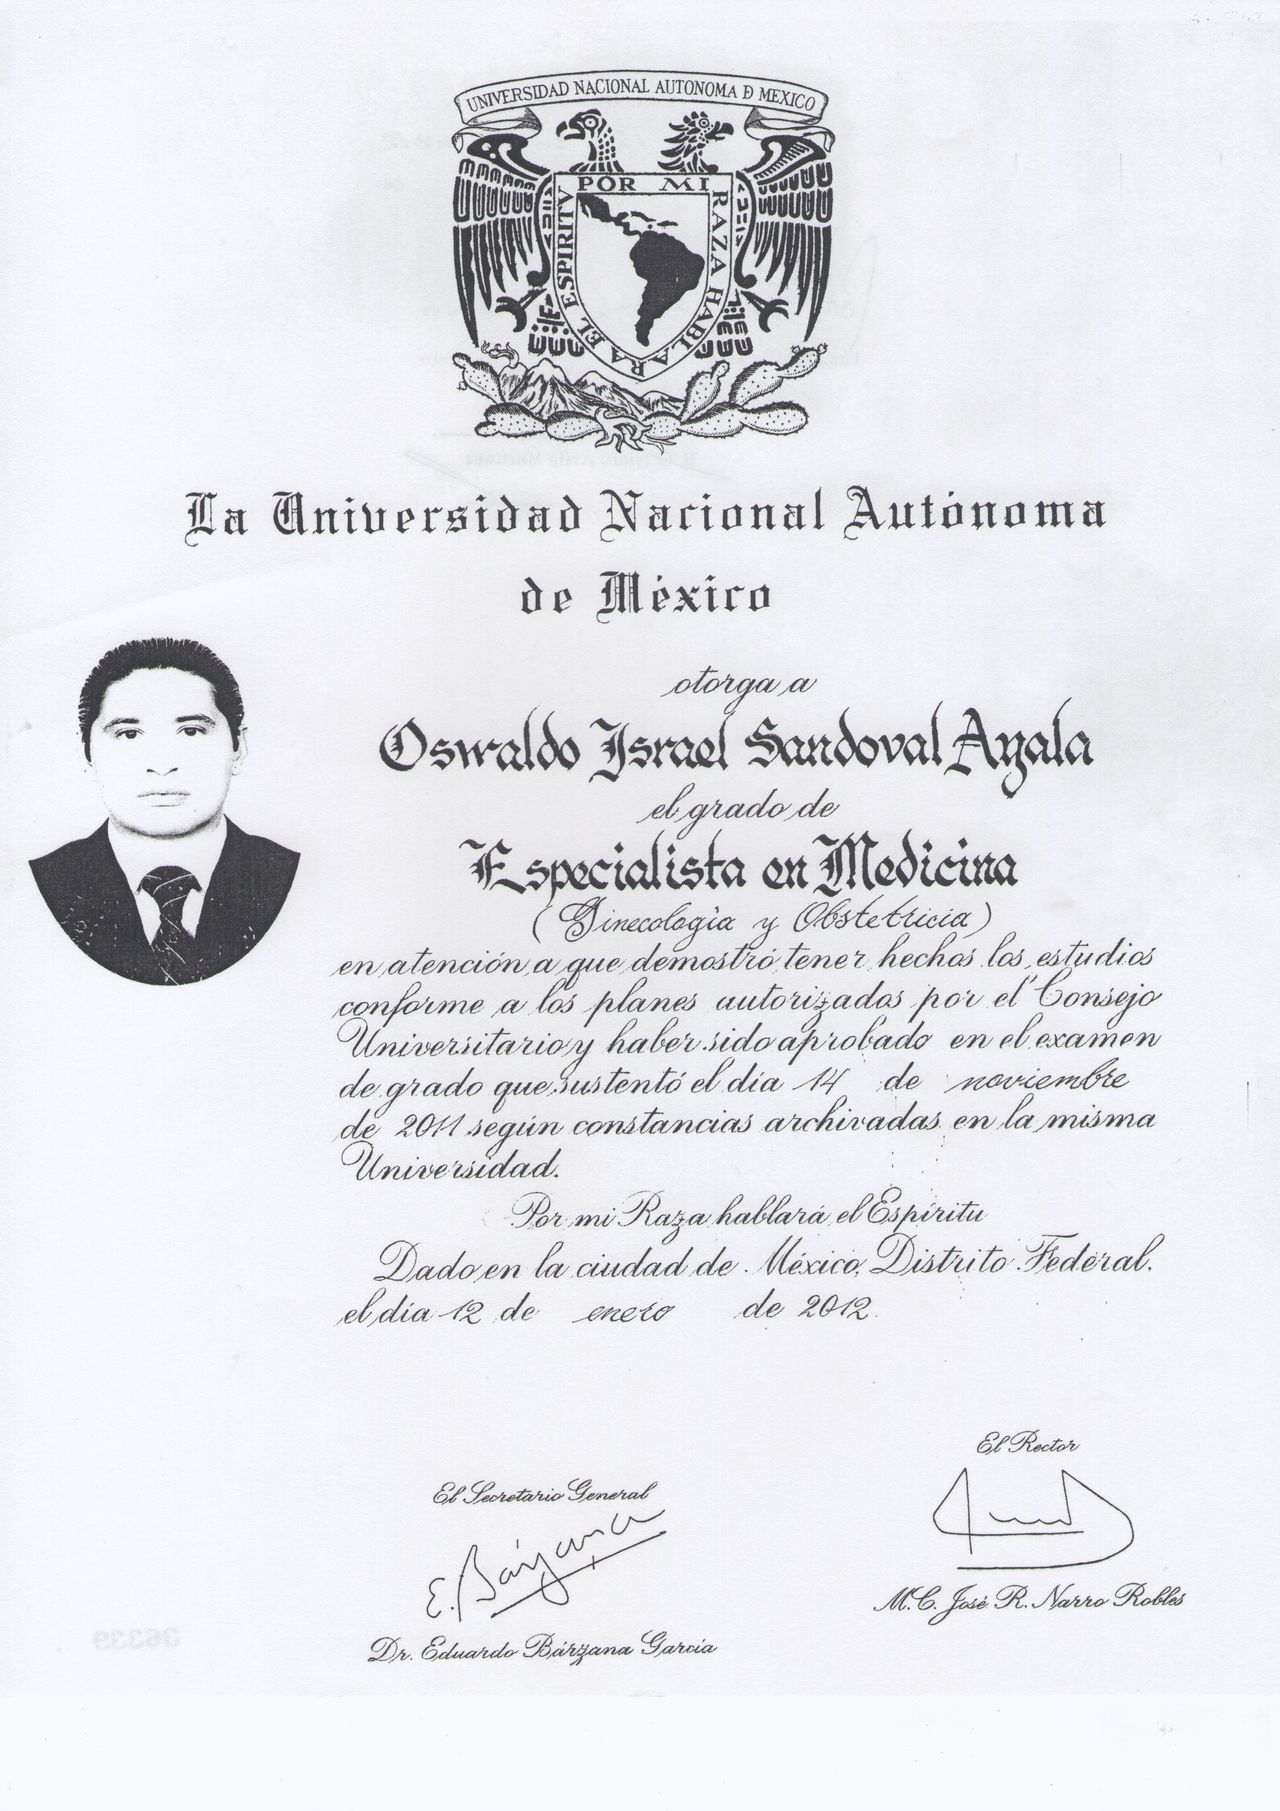 UNIVERSIDAD NACIONAL AUTONOMA D MEXICO
POR MI RAZA HABLARA EL ESPIRITV
La Universidad Nacional Autónoma
de México
otorga a
Oswaldo Israel Sandoval Ayala
el grado de
Especialista en Medicina
(Ginecología y Obstetricia)
en atención a que demostró tener hechos los estudios
conforme a los planes autorizados por el Consejo
Universitario y haber sido aprobado en el examen
de grado que sustentó el día 14 de noviembre
de 2011 según constancias archivadas en la misma
Universidad.
Por mi Raza hablará el Espíritu
Dado en la ciudad de México, Distrito Federal,
el día 12 de enero de 2012.
El Rector
El Secretario General
E. Bárzana
M.C. José R. Narro Robles
Dr. Eduardo Bárzana García
36339